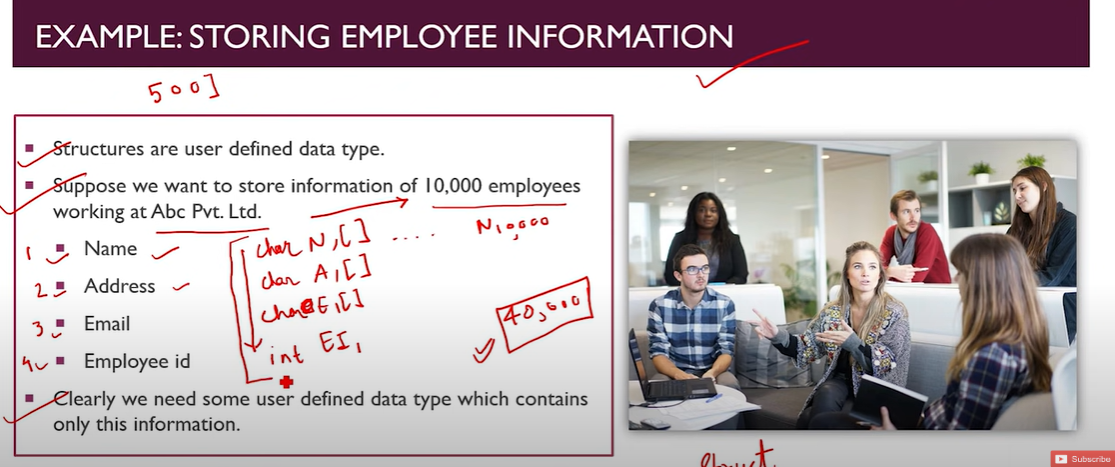 EXAMPLE: STORING EMPLOYEE INFORMATION
500]
Structures are user defined data type.
Suppose we want to store information of 10,000 employees
working at Abc Pvt. Ltd.
N10,000
1 Name
char N1[] ....
2 Address
char A1[]
3 Email
char E1[]
40,000
4 Employee id
int EI1
Clearly we need some user defined data type which contains
only this information.
Struct
Subscribe